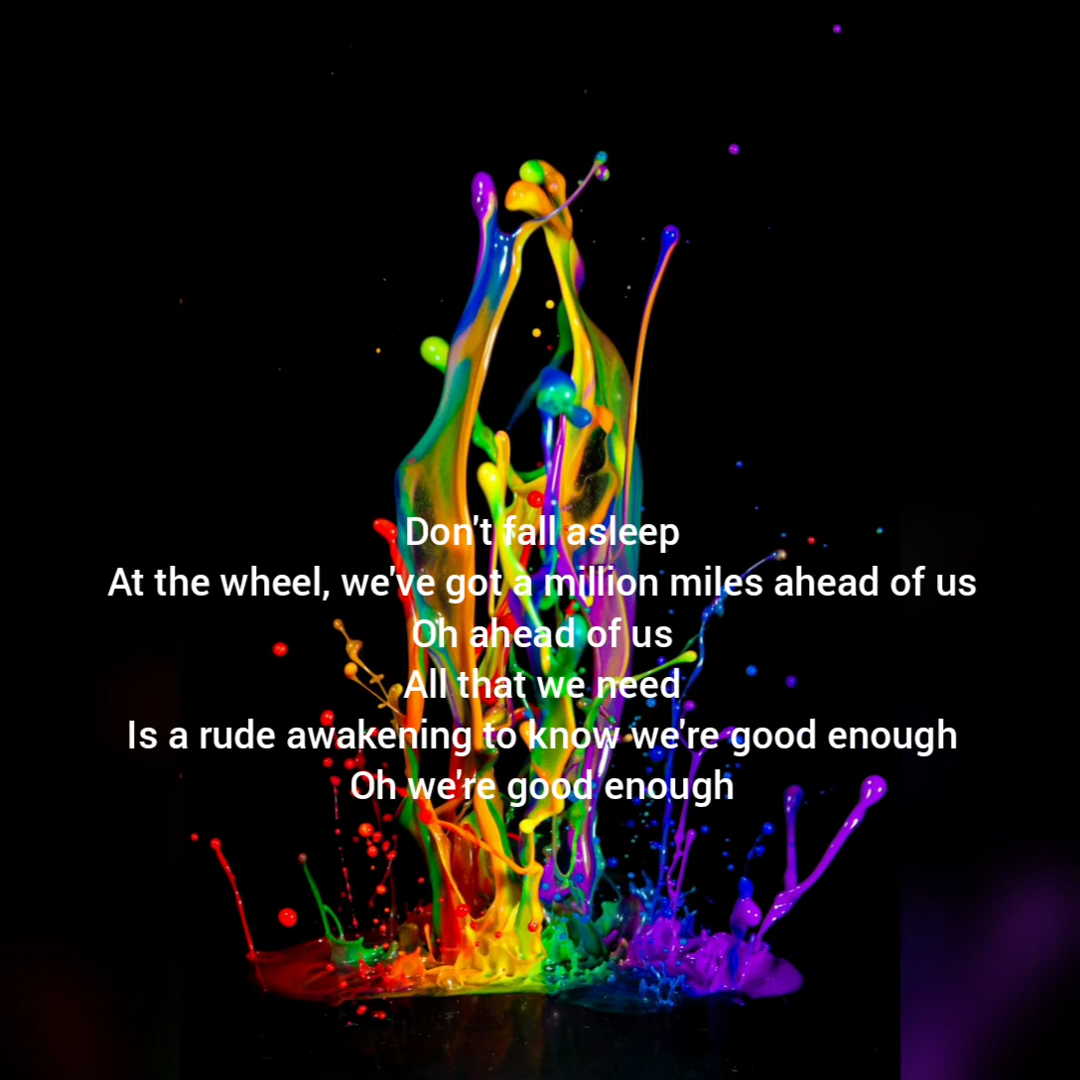 Don't fall asleep
At the wheel, we've got a million miles ahead of us
Oh ahead of us
All that we need
Is a rude awakening to know we're good enough
Oh we're good enough